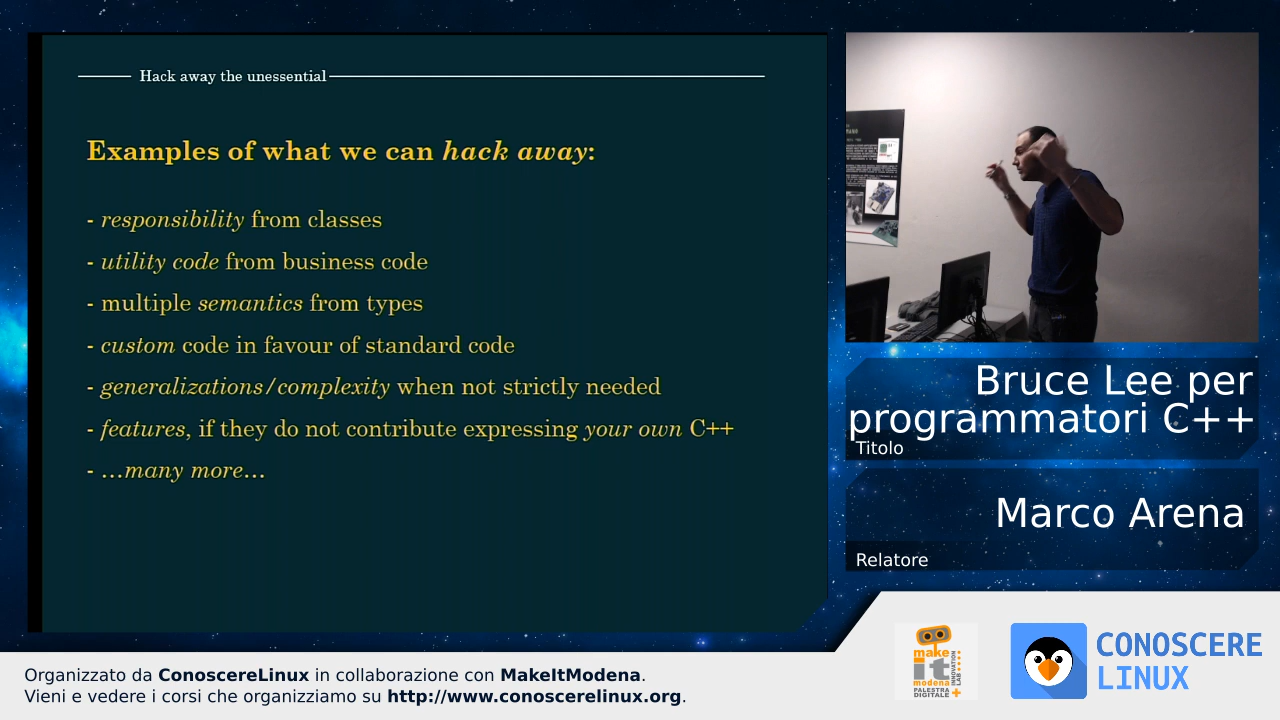 Hack away the unessential
Examples of what we can hack away:
- responsibility from classes
- utility code from business code
- multiple semantics from types
- custom code in favour of standard code
- generalizations/complexity when not strictly needed
- features, if they do not contribute expressing your own C++
- …many more…
Bruce Lee per
programmatori C++
Titolo
Marco Arena
Relatore
make
it
modena
PALESTRA
DIGITALE
INNOVATION
LAB
CONOSCERE
LINUX
Organizzato da ConoscereLinux in collaborazione con MakeItModena.
Vieni e vedere i corsi che organizziamo su http://www.conoscerelinux.org.